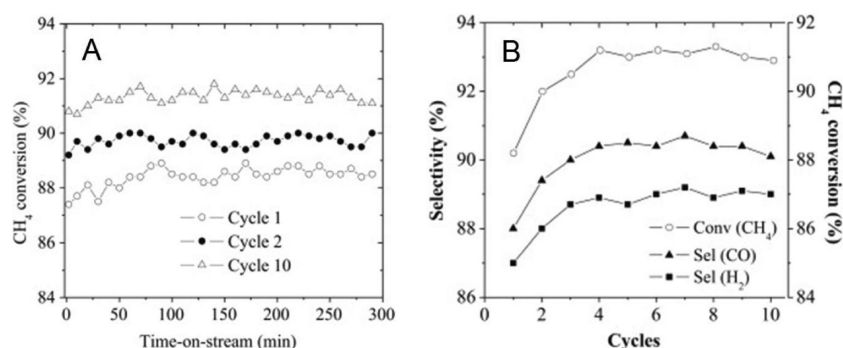 A
CH4 conversion (%)
94
92
90
88
86
84
Cycle 1
Cycle 2
Cycle 10
0
50
100
150
200
250
300
Time-on-stream (min)
B
Selectivity (%)
94
92
90
88
86
Conv (CH4)
Sel (CO)
Sel (H2)
0
2
4
6
8
10
Cycles
92
90
88
86
84
CH4 conversion (%)